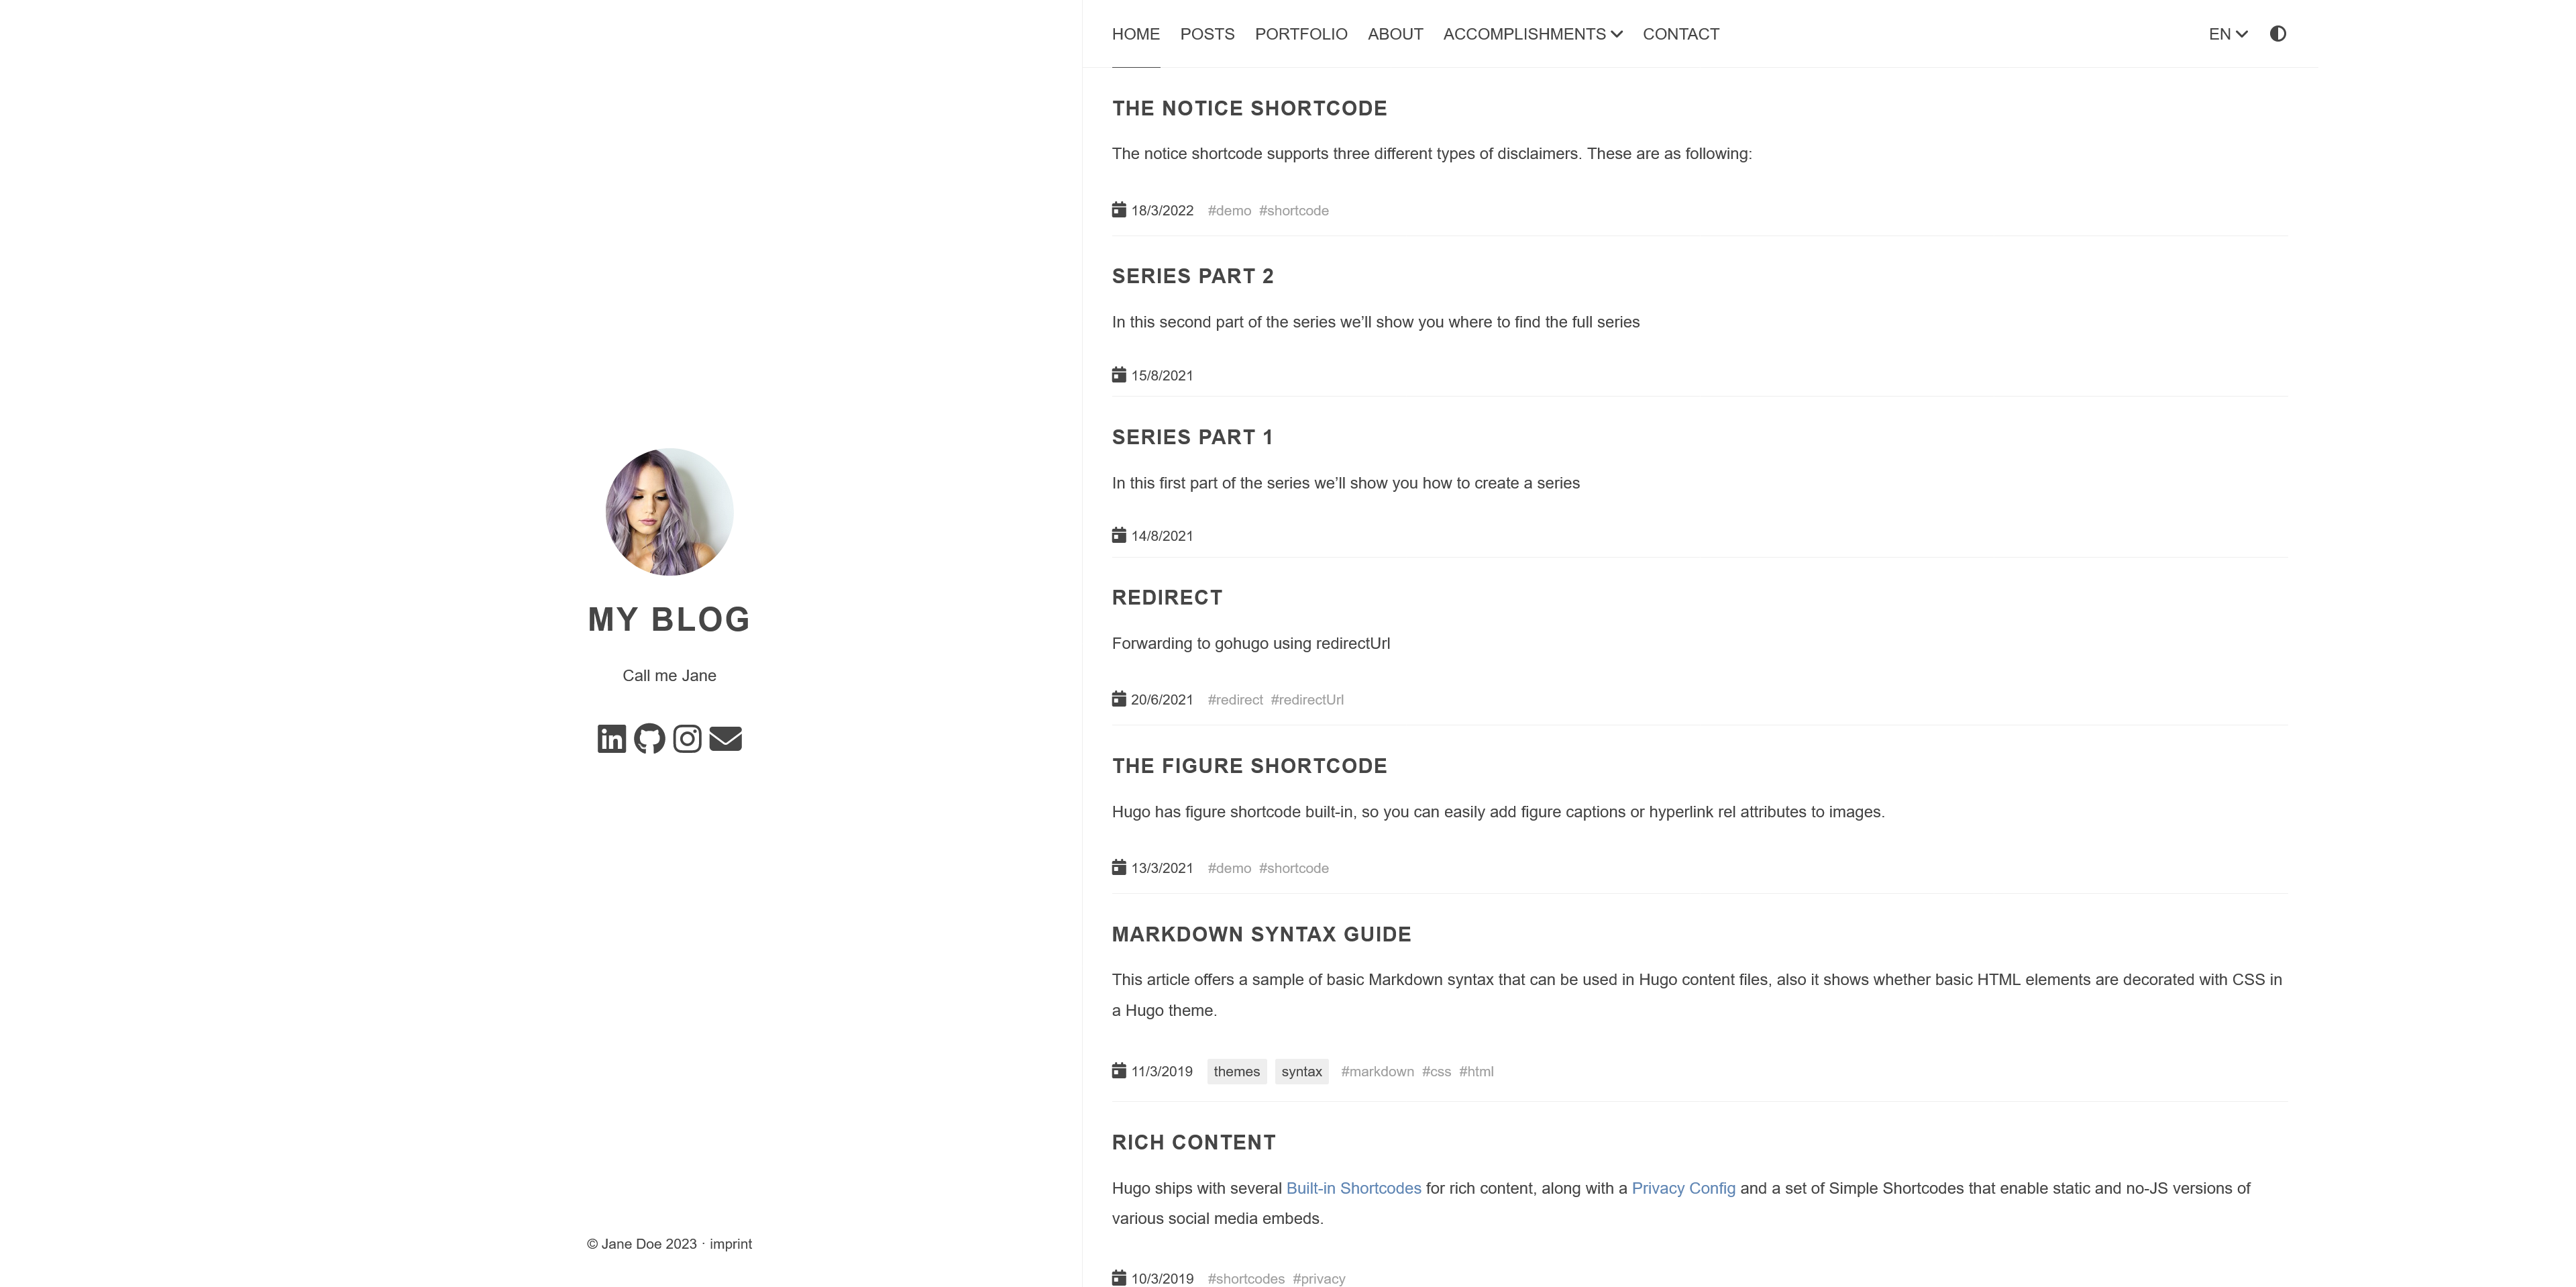 HOME POSTS PORTFOLIO ABOUT ACCOMPLISHMENTS CONTACT EN
MY BLOG
Call me Jane
© Jane Doe 2023 · imprint
THE NOTICE SHORTCODE
The notice shortcode supports three different types of disclaimers. These are as following:
18/3/2022 #demo #shortcode
SERIES PART 2
In this second part of the series we’ll show you where to find the full series
15/8/2021
SERIES PART 1
In this first part of the series we’ll show you how to create a series
14/8/2021
REDIRECT
Forwarding to gohugo using redirectUrl
20/6/2021 #redirect #redirectUrl
THE FIGURE SHORTCODE
Hugo has figure shortcode built-in, so you can easily add figure captions or hyperlink rel attributes to images.
13/3/2021 #demo #shortcode
MARKDOWN SYNTAX GUIDE
This article offers a sample of basic Markdown syntax that can be used in Hugo content files, also it shows whether basic HTML elements are decorated with CSS in
a Hugo theme.
11/3/2019 themes syntax #markdown #css #html
RICH CONTENT
Hugo ships with several Built-in Shortcodes for rich content, along with a Privacy Config and a set of Simple Shortcodes that enable static and no-JS versions of
various social media embeds.
10/3/2019 #shortcodes #privacy